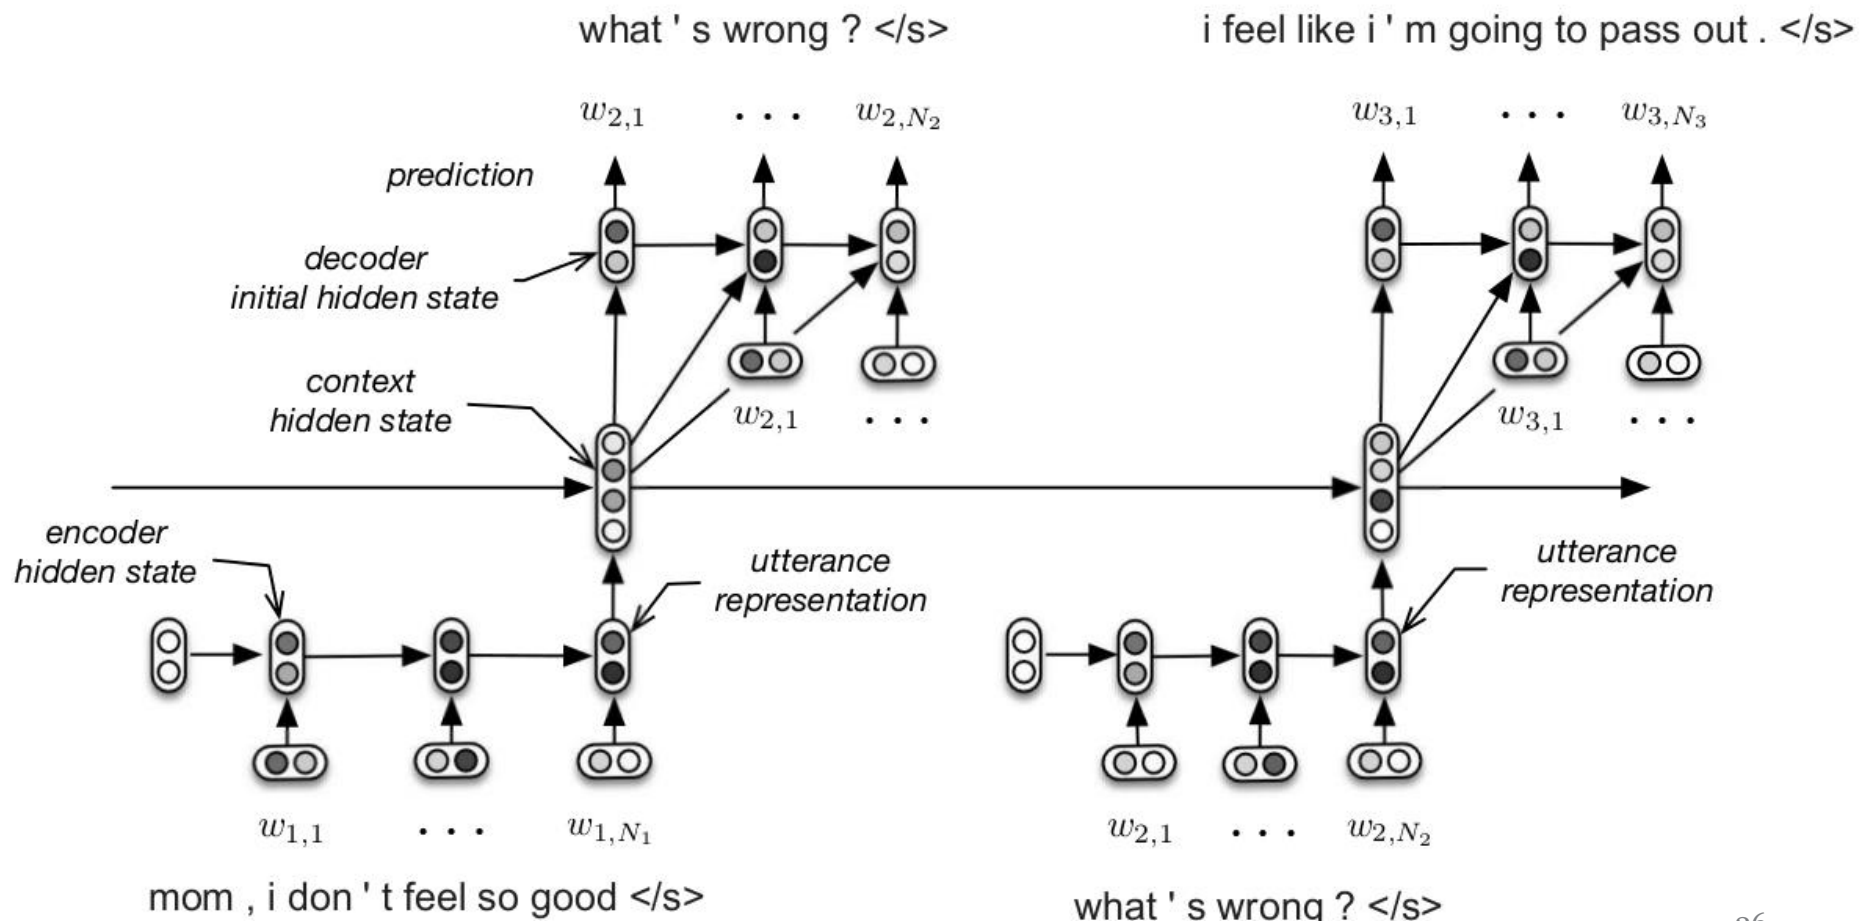 what ' s wrong ? </s>
i feel like i ' m going to pass out . </s>
w2,1 . . . w2,N2
w3,1 . . . w3,N3
prediction
decoder
initial hidden state
context
hidden state
w2,1 . . .
w3,1 . . .
encoder
hidden state
utterance
representation
utterance
representation
w1,1 . . . w1,N1
w2,1 . . . w2,N2
mom , i don ' t feel so good </s>
what ' s wrong ? </s>